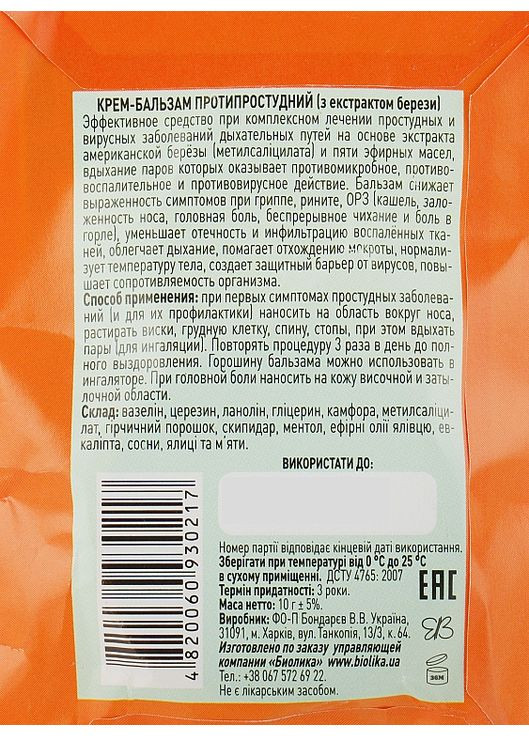 КРЕМ-БАЛЬЗАМ ПРОТИПРОСТУДНИЙ (з екстрактом берези)
Эффективное средство при комплексном лечении простудных и
вирусных заболеваний дыхательных путей на основе экстракта
американской берёзы (метилсаліцилата) и пяти эфирных масел,
вдыхание паров которых оказывает противомикробное, противо-
воспалительное и противовирусное действие. Бальзам снижает
выраженность симптомов при гриппе, рините, ОРЗ (кашель, зало-
женность носа, головная боль, беспрерывное чихание и боль в
горле), уменьшает отечность и инфильтрацию воспалённых тка-
ней, облегчает дыхание, помагает отхождению мокроты, нормали-
зует температуру тела, создает защитный барьер от вирусов, повы-
шает сопротивляемость организма.
Способ применения: при первых симптомах простудных заболева-
ний (и для их профилактики) наносить на область вокруг носа,
растирать виски, грудную клетку, спину, стопы, при этом вдыхать
пары (для ингаляции). Повторять процедуру 3 раза в день до пол-
ного выздоровления. Горошину бальзама можно использовать в
ингаляторе. При головной боли наносить на кожу височной и заты-
лочной области.
Склад: вазелін, церезин, ланолін, гліцерин, камфора, метилсаліци-
лат, гірчичний порошок, скипидар, ментол, ефірні олії ялівцю, ев-
каліпта, сосни, ялиці та м'яти.
ВИКОРИСТАТИ ДО:
Номер партії відповідає кінцевій даті використання.
Зберігати при температурі від 0 °С до 25 °С
в сухому приміщенні. ДСТУ 4765: 2007
Термін придатності: 3 роки.
Маса нетто: 10 г ± 5%.
Виробник: ФО-П Бондарєв В.В. Україна,
31091, м. Харків, вул. Танкопія, 13/3, к. 64.
Изготовлено по заказу управляющей
компании «Биолика» www.biolika.ua
Тел.: +38 067 572 69 22.
Не є лікарським засобом.
4820060930217
EAC
36M